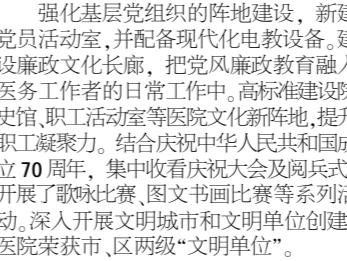 强化基层党组织的阵地建设，新建
党员活动室，并配备现代化电教设备。建
设廉政文化长廊，把党风廉政教育融入
医务工作者的日常工作中。高标准建设院
史馆、职工活动室等医院文化新阵地，提升
职工凝聚力。结合庆祝中华人民共和国成
立 70 周年，集中收看庆祝大会及阅兵式，
开展了歌咏比赛、图文书画比赛等系列活
动。深入开展文明城市和文明单位创建，
医院荣获市、区两级“文明单位”。